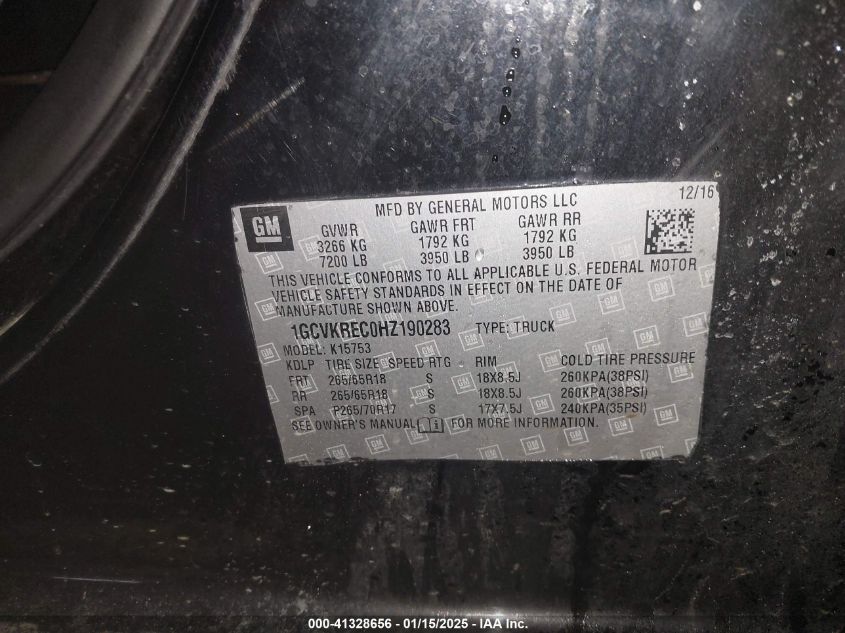 12/16
MFD BY GENERAL MOTORS LLC
GM
GVWR GAWR FRT GAWR RR
3266 KG 1792 KG 1792 KG
7200 LB 3950 LB 3950 LB
THIS VEHICLE CONFORMS TO ALL APPLICABLE U.S. FEDERAL MOTOR
VEHICLE SAFETY STANDARDS IN EFFECT ON THE DATE OF
MANUFACTURE SHOWN ABOVE.
1GCVKREC0HZ190283 TYPE: TRUCK
MODEL: K15753
KDLP TIRE SIZE SPEED RTG RIM COLD TIRE PRESSURE
FRT 265/65R18 S 18X8.5J 260KPA(38PSI)
RR 265/65R18 S 18X8.5J 260KPA(38PSI)
SPA P265/70R17 S 17X7.5J 240KPA(35PSI)
SEE OWNER'S MANUAL i FOR MORE INFORMATION.
000-41328656 - 01/15/2025 - IAA Inc.